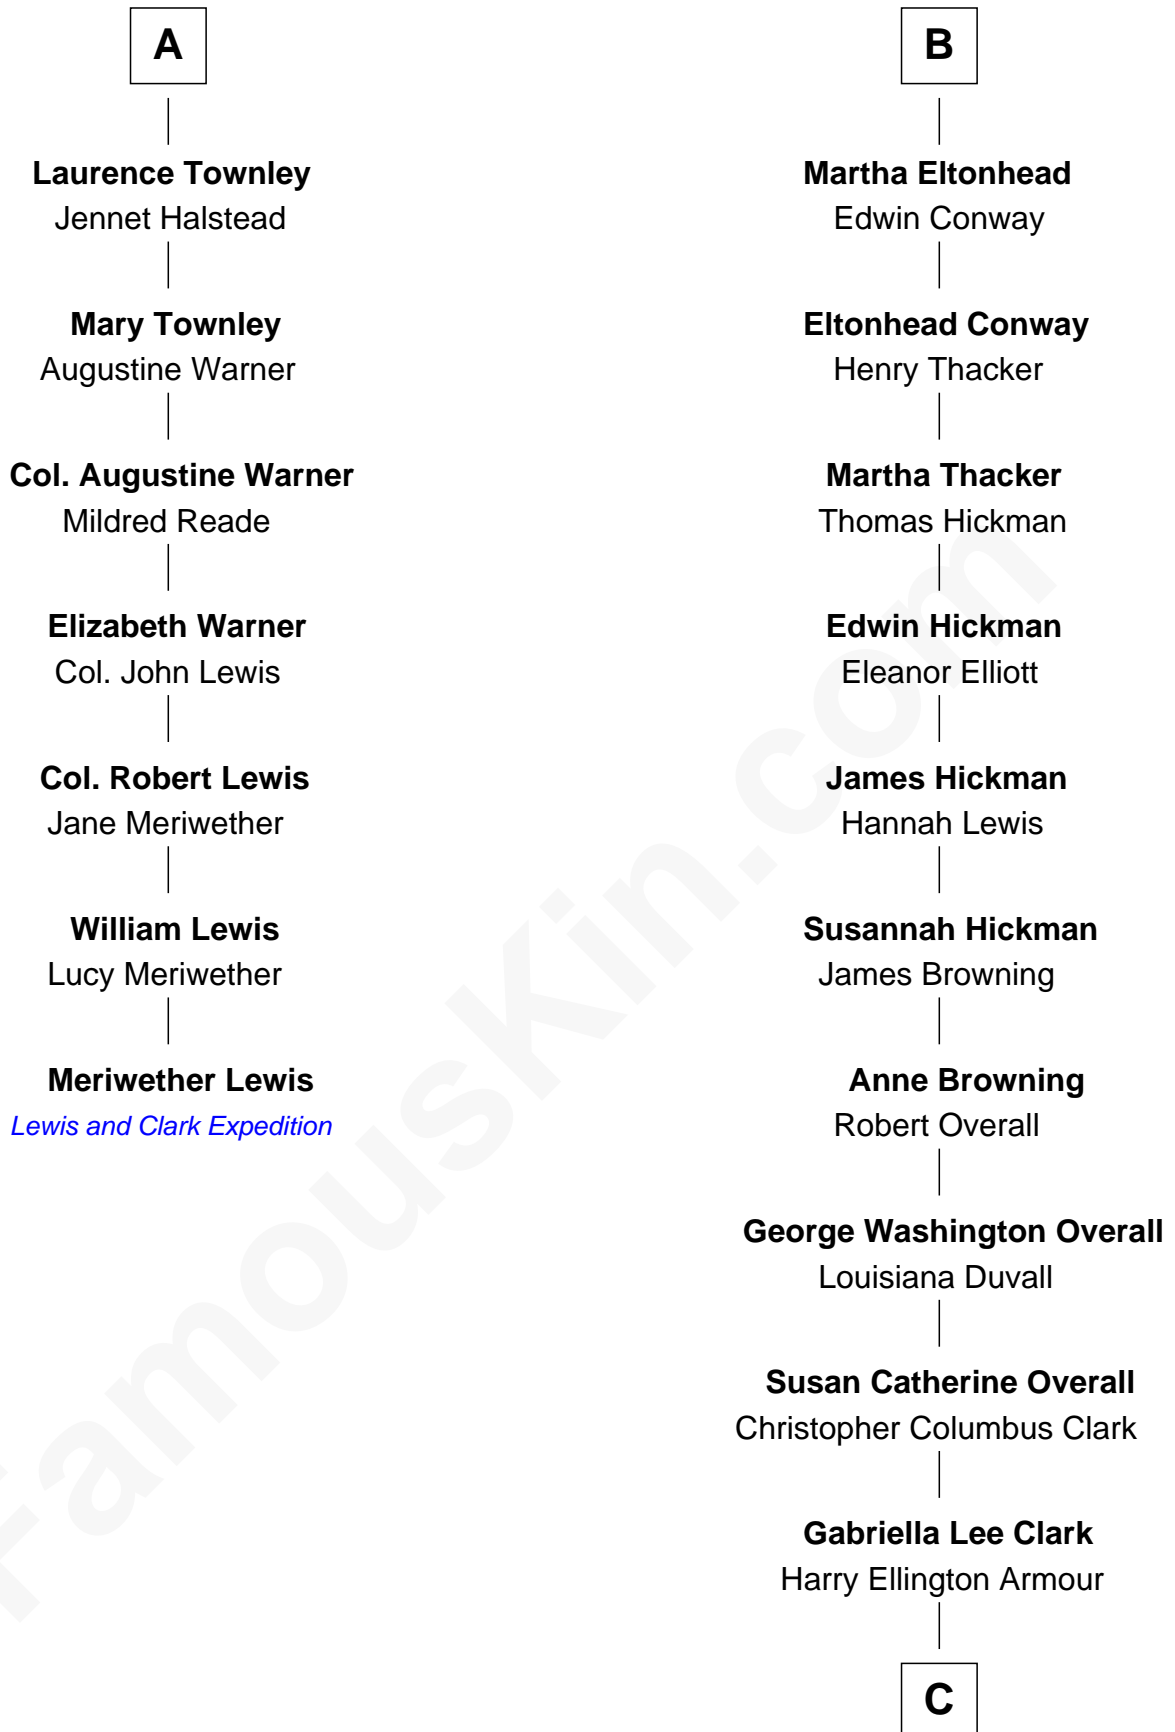 A
Laurence Townley
Jennet Halstead
Mary Townley
Augustine Warner
Col. Augustine Warner
Mildred Reade
Elizabeth Warner
Col. John Lewis
Col. Robert Lewis
Jane Meriwether
William Lewis
Lucy Meriwether
Meriwether Lewis
Lewis and Clark Expedition
B
Martha Eltonhead
Edwin Conway
Eltonhead Conway
Henry Thacker
Martha Thacker
Thomas Hickman
Edwin Hickman
Eleanor Elliott
James Hickman
Hannah Lewis
Susannah Hickman
James Browning
Anne Browning
Robert Overall
George Washington Overall
Louisiana Duvall
Susan Catherine Overall
Christopher Columbus Clark
Gabriella Lee Clark
Harry Ellington Armour
C
FamousKin.com